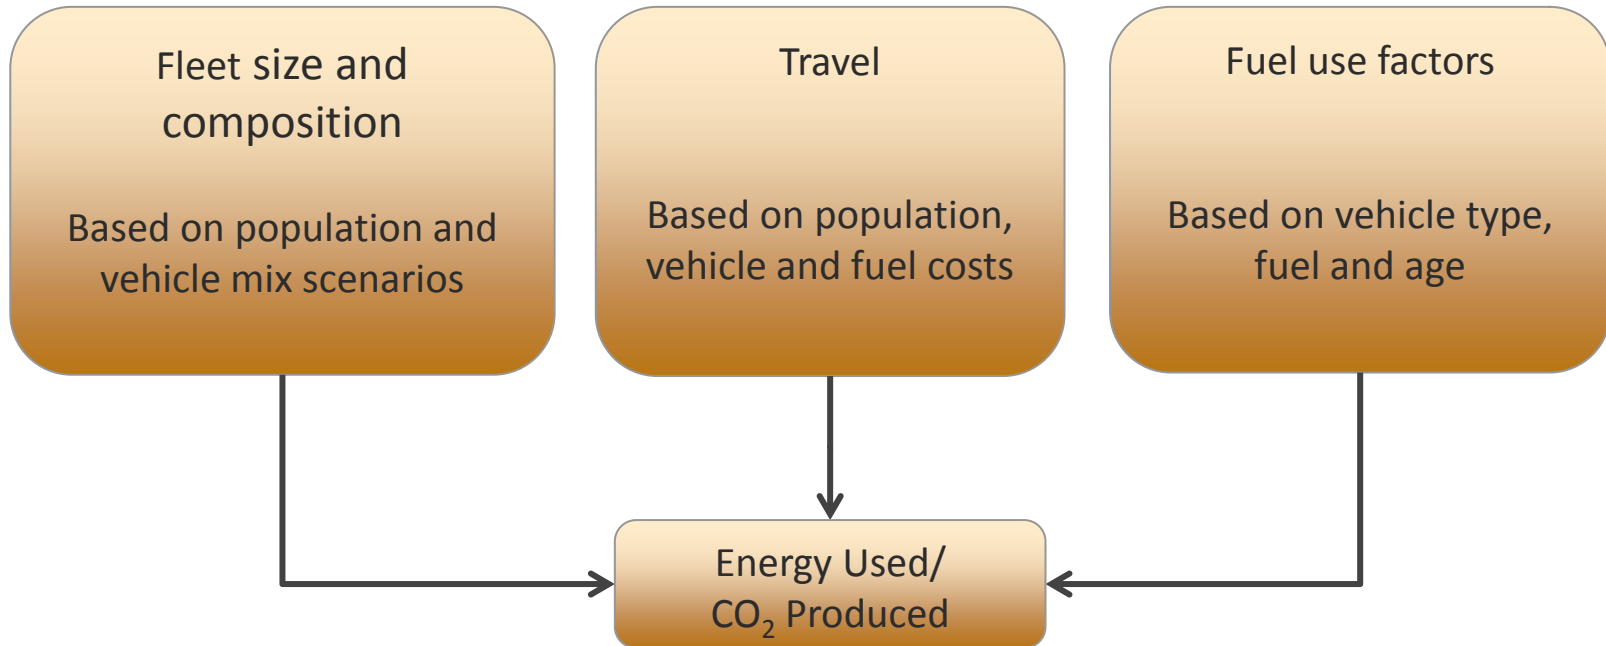 Fleet size and
composition
Based on population and
vehicle mix scenarios
Travel
Based on population,
vehicle and fuel costs
Fuel use factors
Based on vehicle type,
fuel and age
Energy Used/
CO₂ Produced